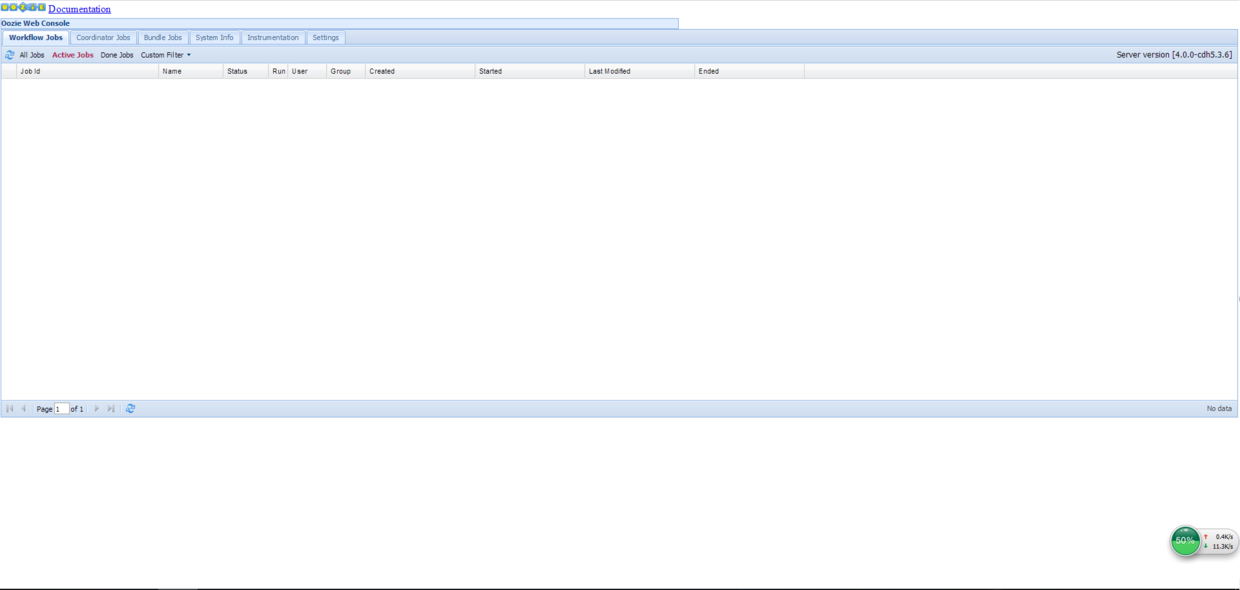 OOZIE Documentation
Oozie Web Console
Workflow Jobs Coordinator Jobs Bundle Jobs System Info Instrumentation Settings
All Jobs Active Jobs Done Jobs Custom Filter Server version [4.0.0-cdh5.3.6]
Job Id Name Status Run User Group Created Started Last Modified Ended
Page 1 of 1 No data
50% 0.4K/s
11.3K/s